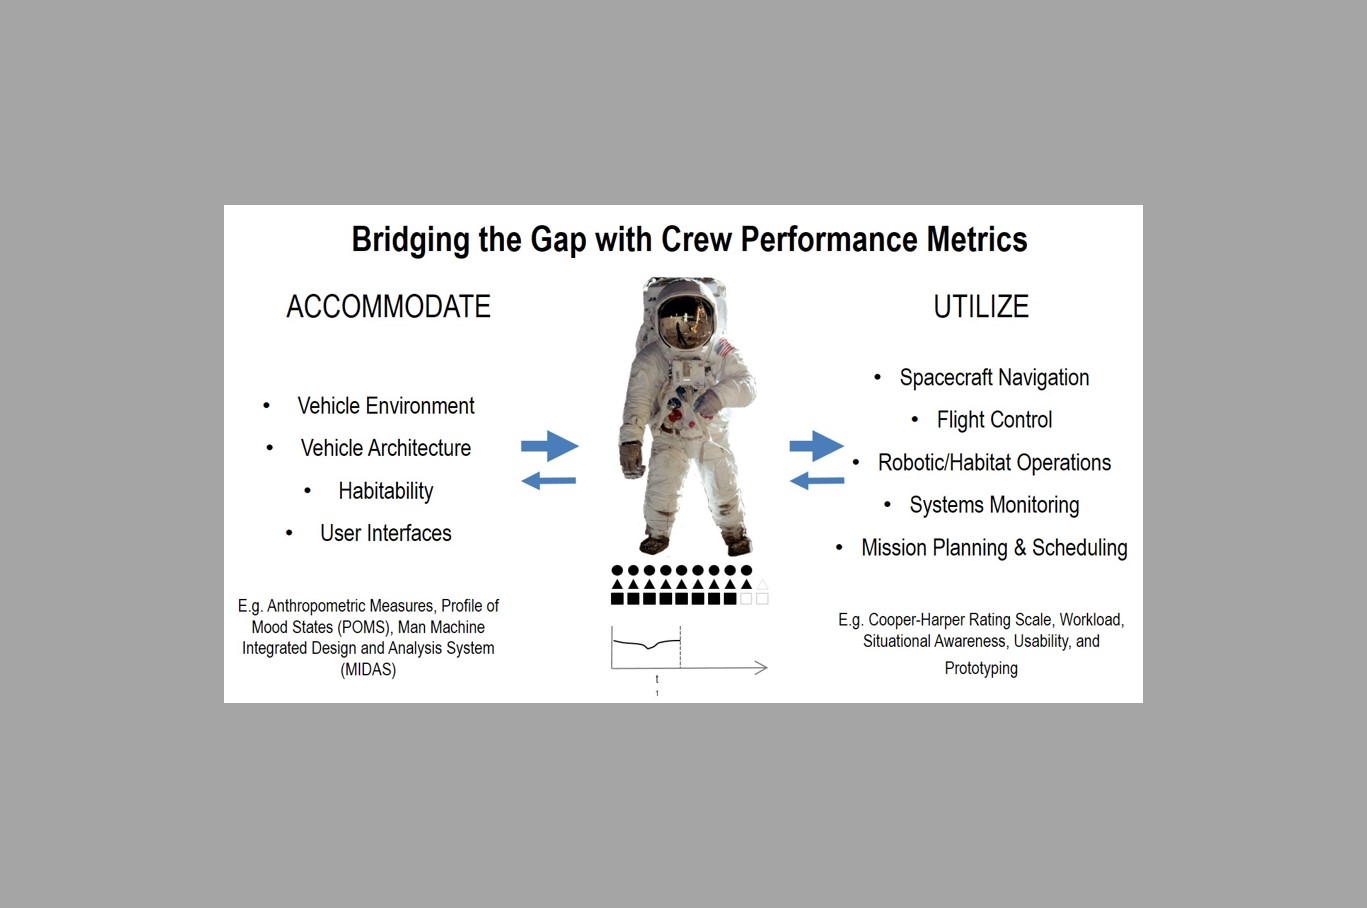 Bridging the Gap with Crew Performance Metrics
ACCOMMODATE
• Vehicle Environment
• Vehicle Architecture
• Habitability
• User Interfaces
E.g. Anthropometric Measures, Profile of
Mood States (POMS), Man Machine
Integrated Design and Analysis System
(MIDAS)
t
1
UTILIZE
• Spacecraft Navigation
• Flight Control
• Robotic/Habitat Operations
• Systems Monitoring
• Mission Planning & Scheduling
E.g. Cooper-Harper Rating Scale, Workload,
Situational Awareness, Usability, and
Prototyping